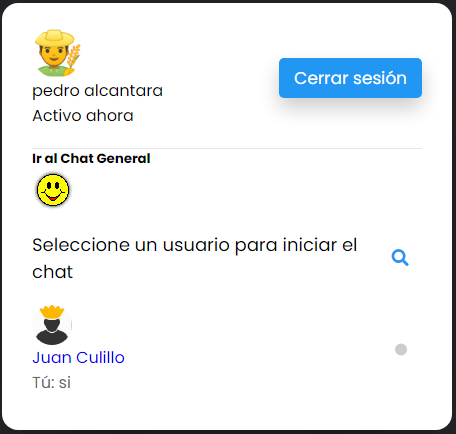 pedro alcantara
Activo ahora
Cerrar sesión
Ir al Chat General
Seleccione un usuario para iniciar el
chat
Juan Culillo
Tú: si